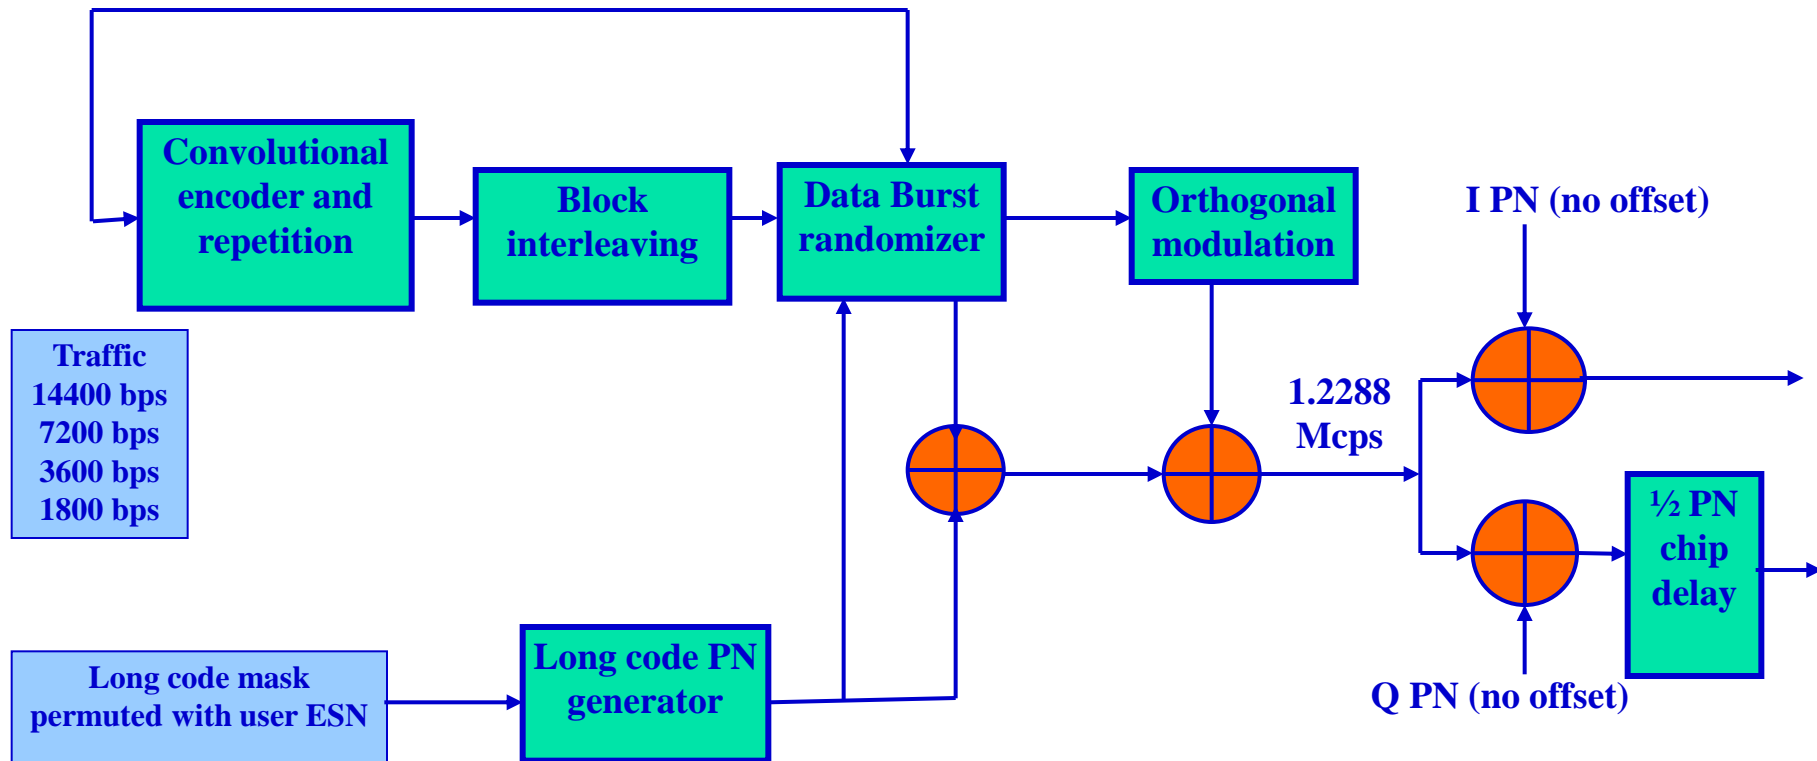 Convolutional
encoder and
repetition
Block
interleaving
Data Burst
randomizer
Orthogonal
modulation
I PN (no offset)
Traffic
14400 bps
7200 bps
3600 bps
1800 bps
1.2288
Mcps
½ PN
chip
delay
Q PN (no offset)
Long code mask
permuted with user ESN
Long code PN
generator